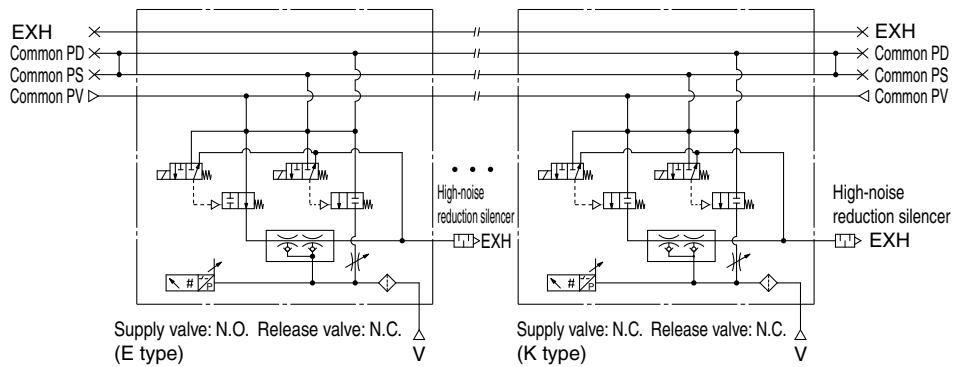 EXH
Common PD
Common PS
Common PV
EXH
Common PD
Common PS
Common PV
• • •
High-noise
reduction silencer
EXH
High-noise
reduction silencer
EXH
# P
# P
Supply valve: N.O. Release valve: N.C.
(E type)
V
Supply valve: N.C. Release valve: N.C.
(K type)
V